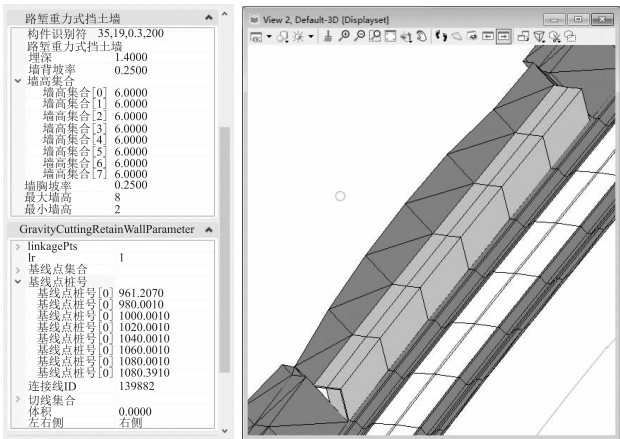 路堑重力式挡土墙
构件识别符 35,19,0.3,200
路堑重力式挡土墙
埋深 1.4000
墙背坡率 0.2500
墙高集合
墙高集合[0] 6.0000
墙高集合[1] 6.0000
墙高集合[2] 6.0000
墙高集合[3] 6.0000
墙高集合[4] 6.0000
墙高集合[5] 6.0000
墙高集合[6] 6.0000
墙高集合[7] 6.0000
墙胸坡率 0.2500
最大墙高 8
最小墙高 2
GravityCuttingRetainWallParameter
linkagePts
lr 1
基线点集合
基线点桩号
基线点桩号[0] 961.2070
基线点桩号[0] 980.0010
基线点桩号[0] 1000.0010
基线点桩号[0] 1020.0010
基线点桩号[0] 1040.0010
基线点桩号[0] 1060.0010
基线点桩号[0] 1080.0010
基线点桩号[0] 1080.3910
连接线ID 139882
切线集合
体积 0.0000
左右侧 右侧
View 2, Default-3D [Displayset]